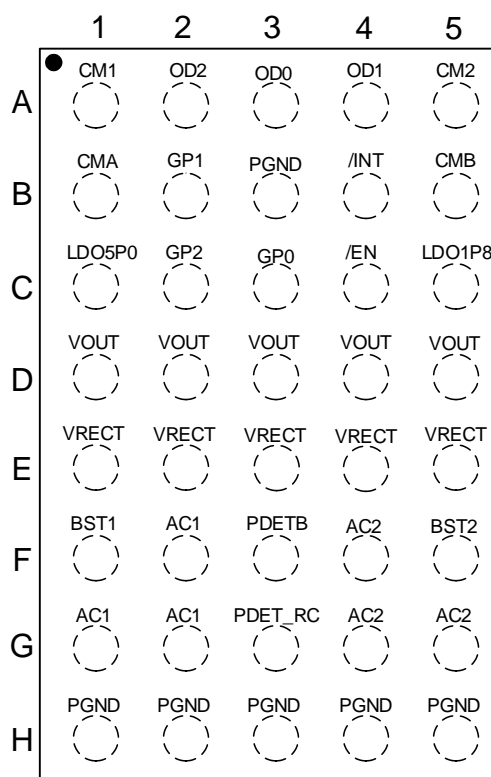 1 2 3 4 5
A CM1 OD2 OD0 OD1 CM2
B CMA GP1 PGND /INT CMB
C LDO5P0 GP2 GP0 /EN LDO1P8
D VOUT VOUT VOUT VOUT VOUT
E VRECT VRECT VRECT VRECT VRECT
F BST1 AC1 PDETB AC2 BST2
G AC1 AC1 PDET_RC AC2 AC2
H PGND PGND PGND PGND PGND